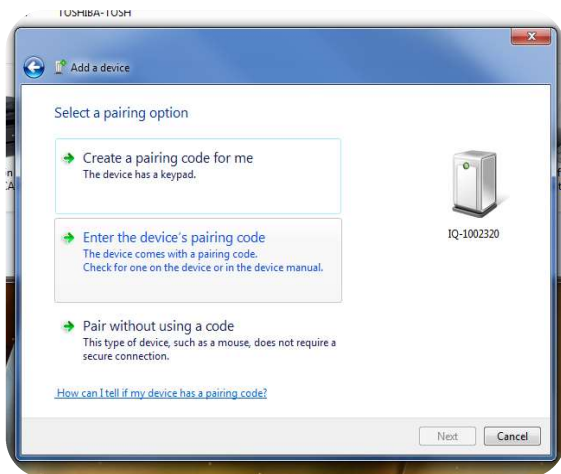 TOSHIBA-TOSH
Add a device
Select a pairing option
Create a pairing code for me
The device has a keypad.
Enter the device's pairing code
The device comes with a pairing code.
Check for one on the device or in the device manual.
IQ-1002320
Pair without using a code
This type of device, such as a mouse, does not require a
secure connection.
How can I tell if my device has a pairing code?
Next
Cancel